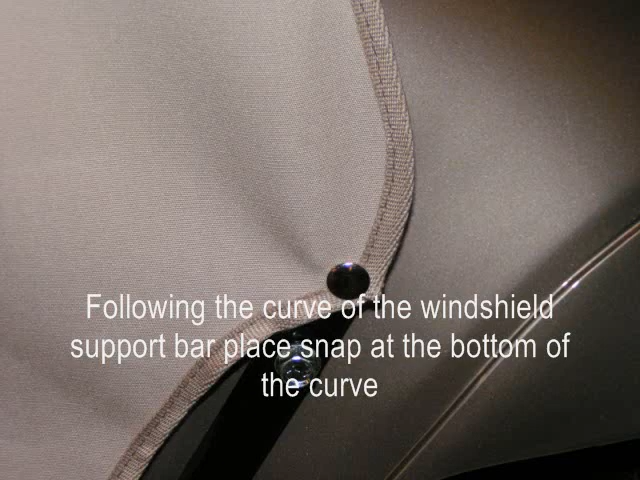 Following the curve of the windshield
support bar place snap at the bottom of
the curve